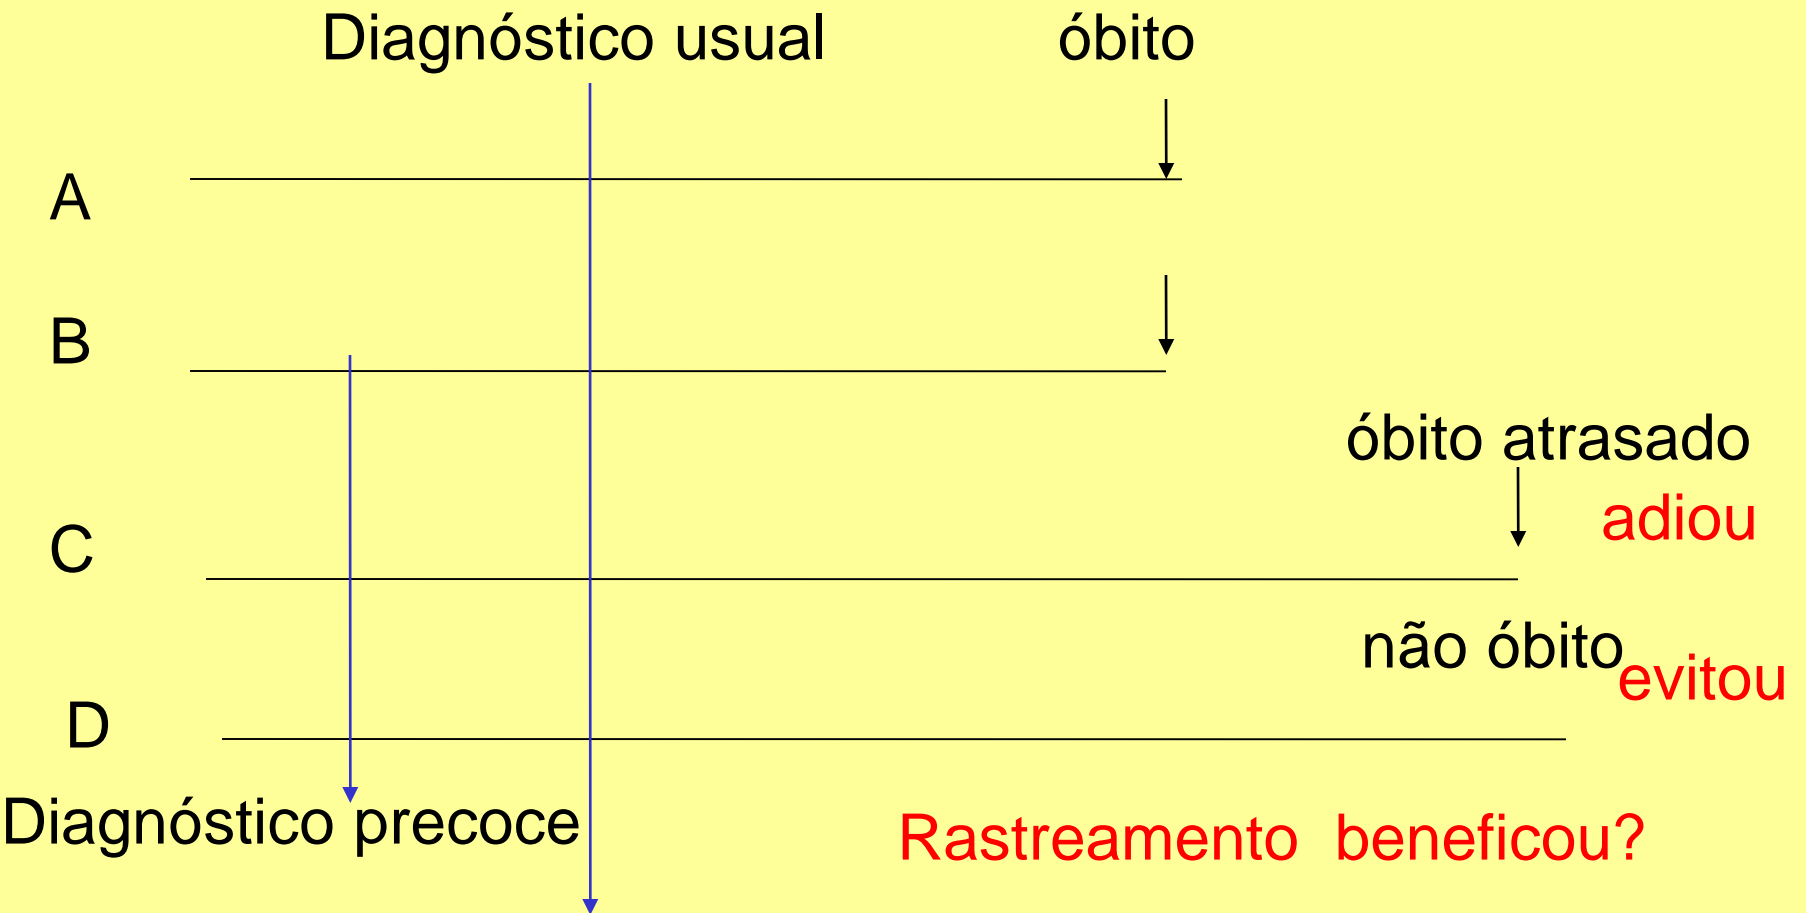 Diagnóstico usual óbito
A
B
óbito atrasado
adiou
C
não óbito
evitou
D
Diagnóstico precoce
Rastreamento beneficou?